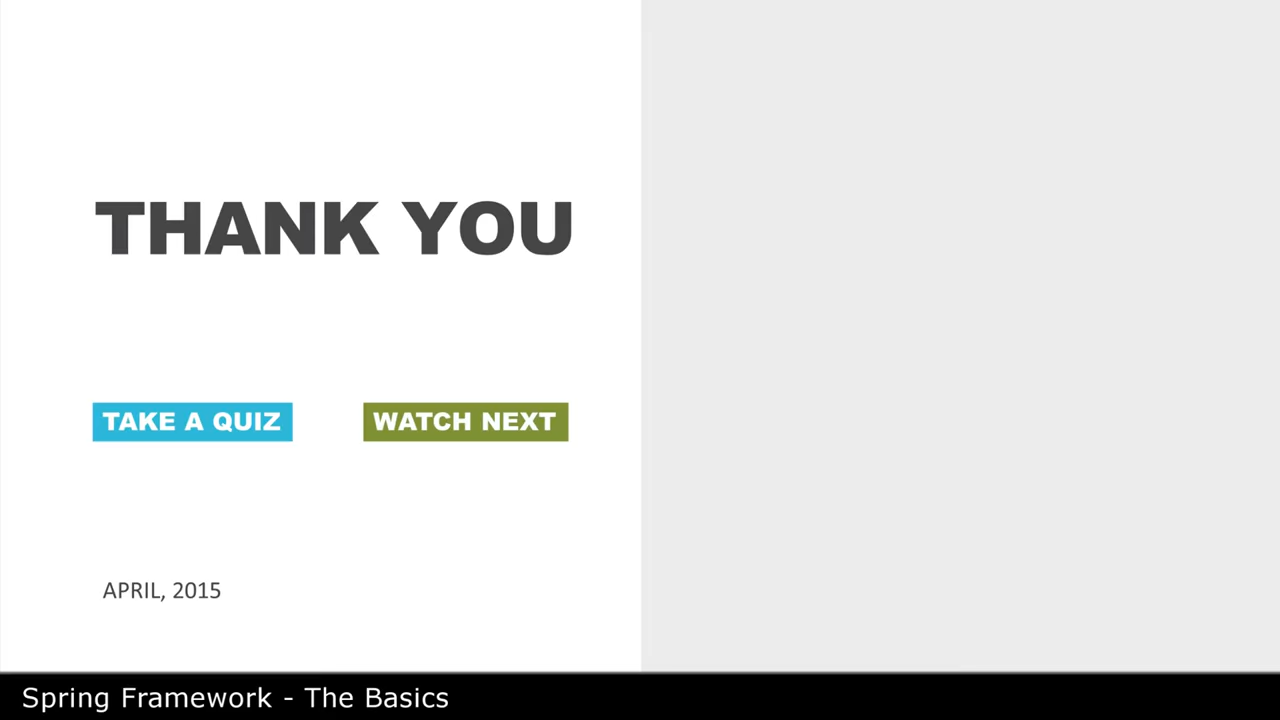 THANK YOU
TAKE A QUIZ
WATCH NEXT
APRIL, 2015
Spring Framework - The Basics